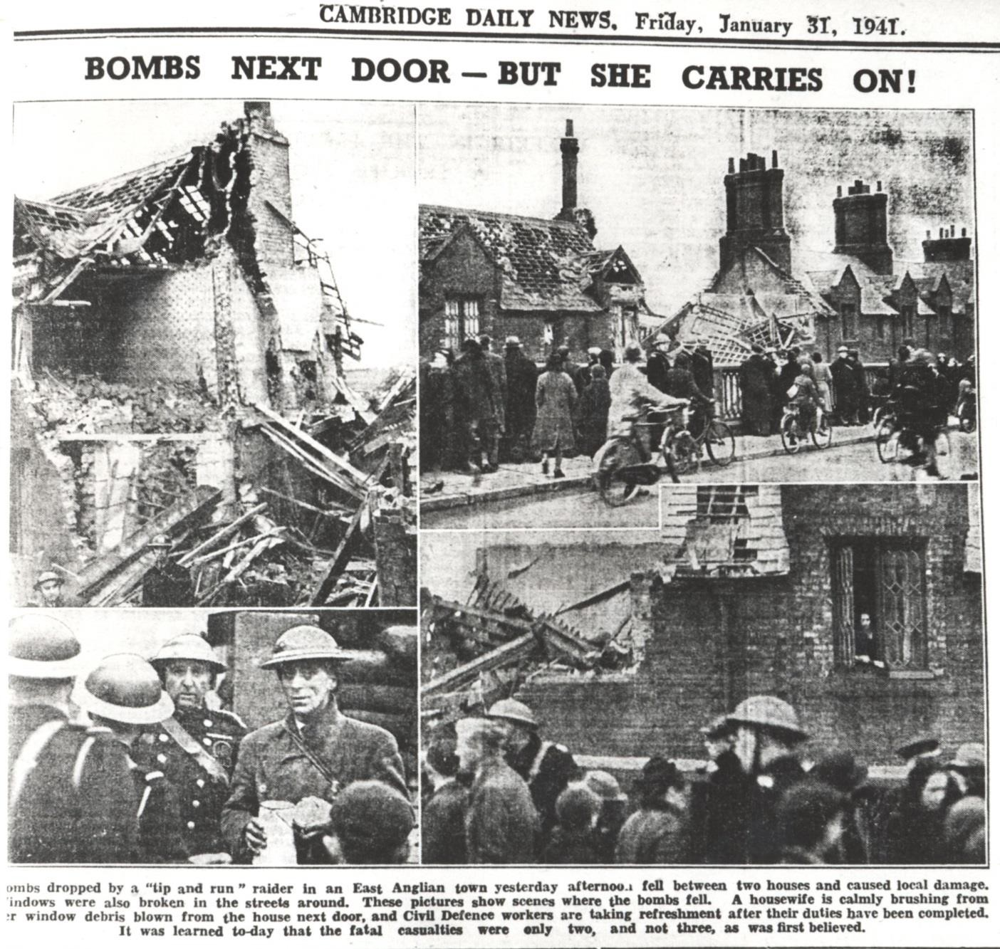 CAMBRIDGE DAILY NEWS, Friday, January 31, 1941.
BOMBS NEXT DOOR — BUT SHE CARRIES ON!
ombs dropped by a "tip and run" raider in an East Anglian town yesterday afternoon fell between two houses and caused local damage.
indows were also broken in the streets around. These pictures show scenes where the bombs fell. A housewife is calmly brushing from
er window debris blown from the house next door, and Civil Defence workers are taking refreshment after their duties have been completed.
It was learned to-day that the fatal casualties were only two, and not three, as was first believed.